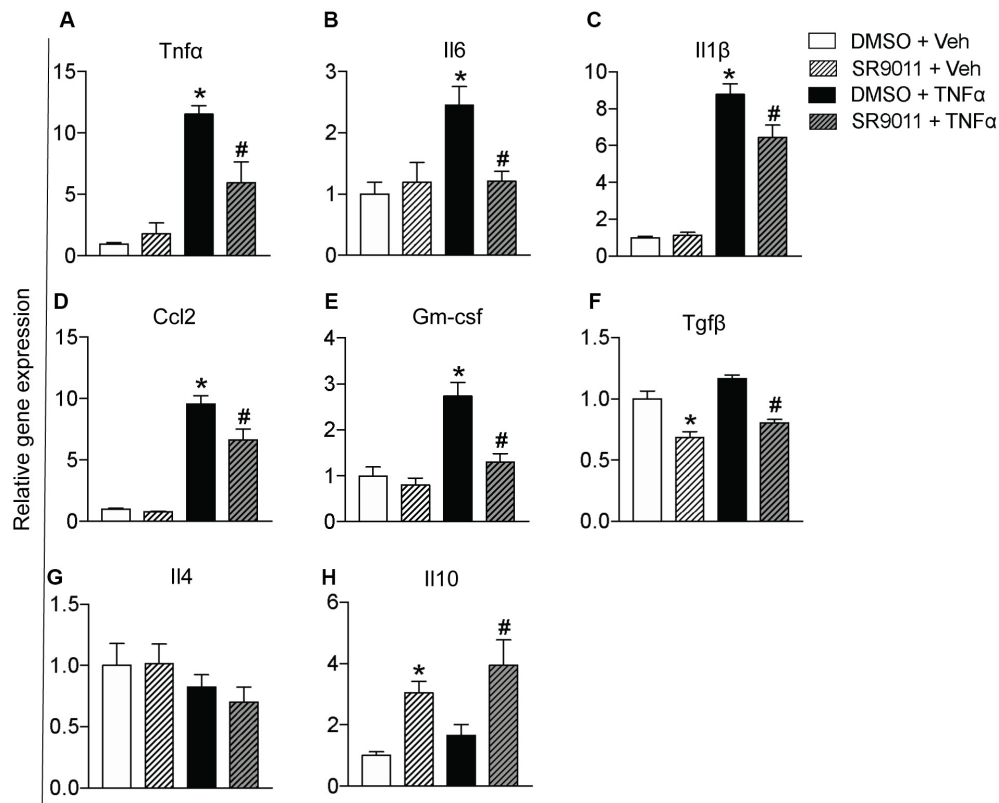 A
B
C
Tnfα
Il6
Il1β
DMSO + Veh
SR9011 + Veh
DMSO + TNFα
SR9011 + TNFα
15
10
5
0
*
#
3
2
1
0
*
#
10
8
6
4
2
0
*
#
D
E
F
Ccl2
Gm-csf
Tgfβ
Relative gene expression
15
10
5
0
*
#
4
3
2
1
0
*
#
1.5
1.0
0.5
0.0
*
#
G
H
Il4
Il10
1.5
1.0
0.5
0.0
6
4
2
0
*
#